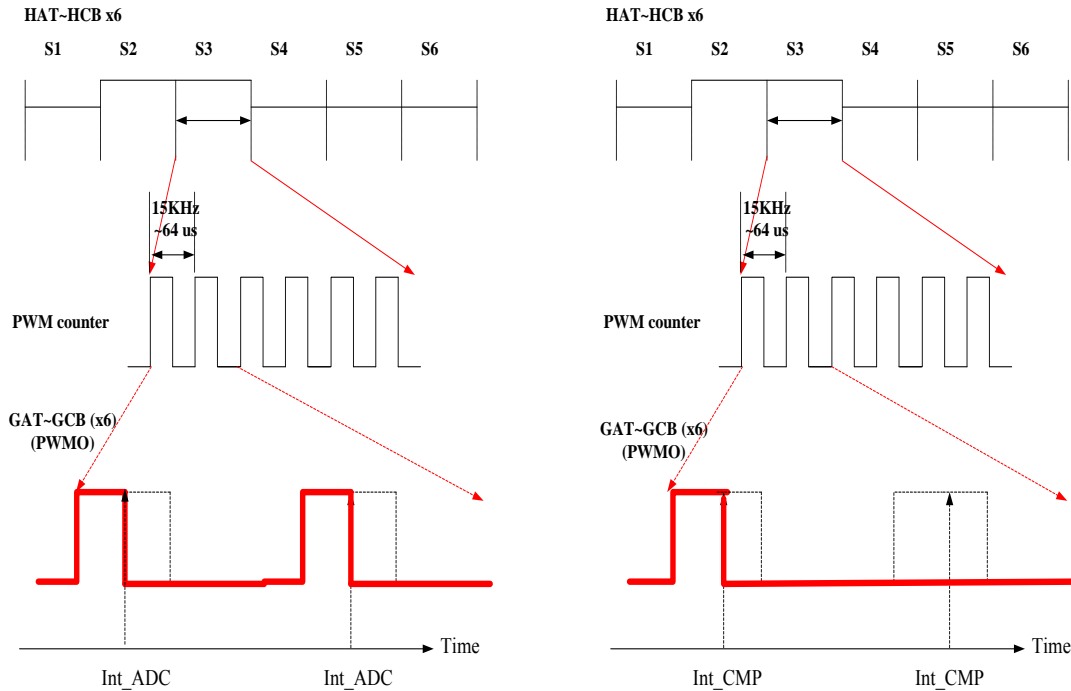 HAT~HCB x6
S1 S2 S3 S4 S5 S6
15KHz
~64 us
PWM counter
GAT~GCB (x6)
(PWMO)
Time
Int_ADC Int_ADC
HAT~HCB x6
S1 S2 S3 S4 S5 S6
15KHz
~64 us
PWM counter
GAT~GCB (x6)
(PWMO)
Time
Int_CMP Int_CMP